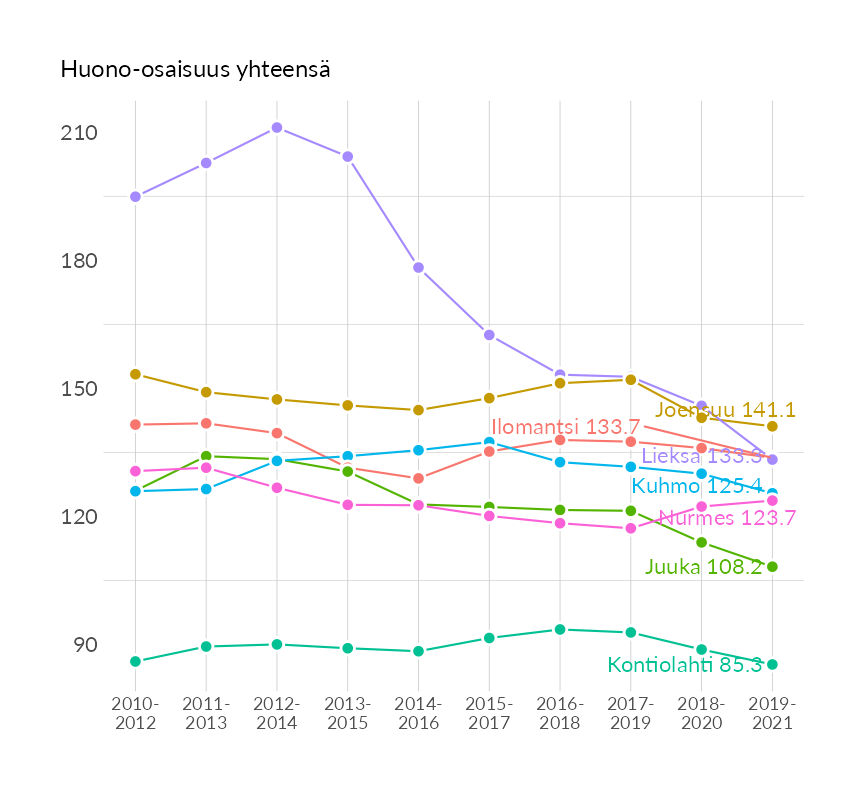 Huono-osaisuus yhteensä
210
180
150
Joensuu 141.1
Ilomantsi 133.7
Lieksa 133.3
Kuhmo 125.4
120
Nurmes 123.7
Juuka 108.2
90
Kontiolahti 85.3
2010- 2011- 2012- 2013- 2014- 2015- 2016- 2017- 2018- 2019-
2012 2013 2014 2015 2016 2017 2018 2019 2020 2021